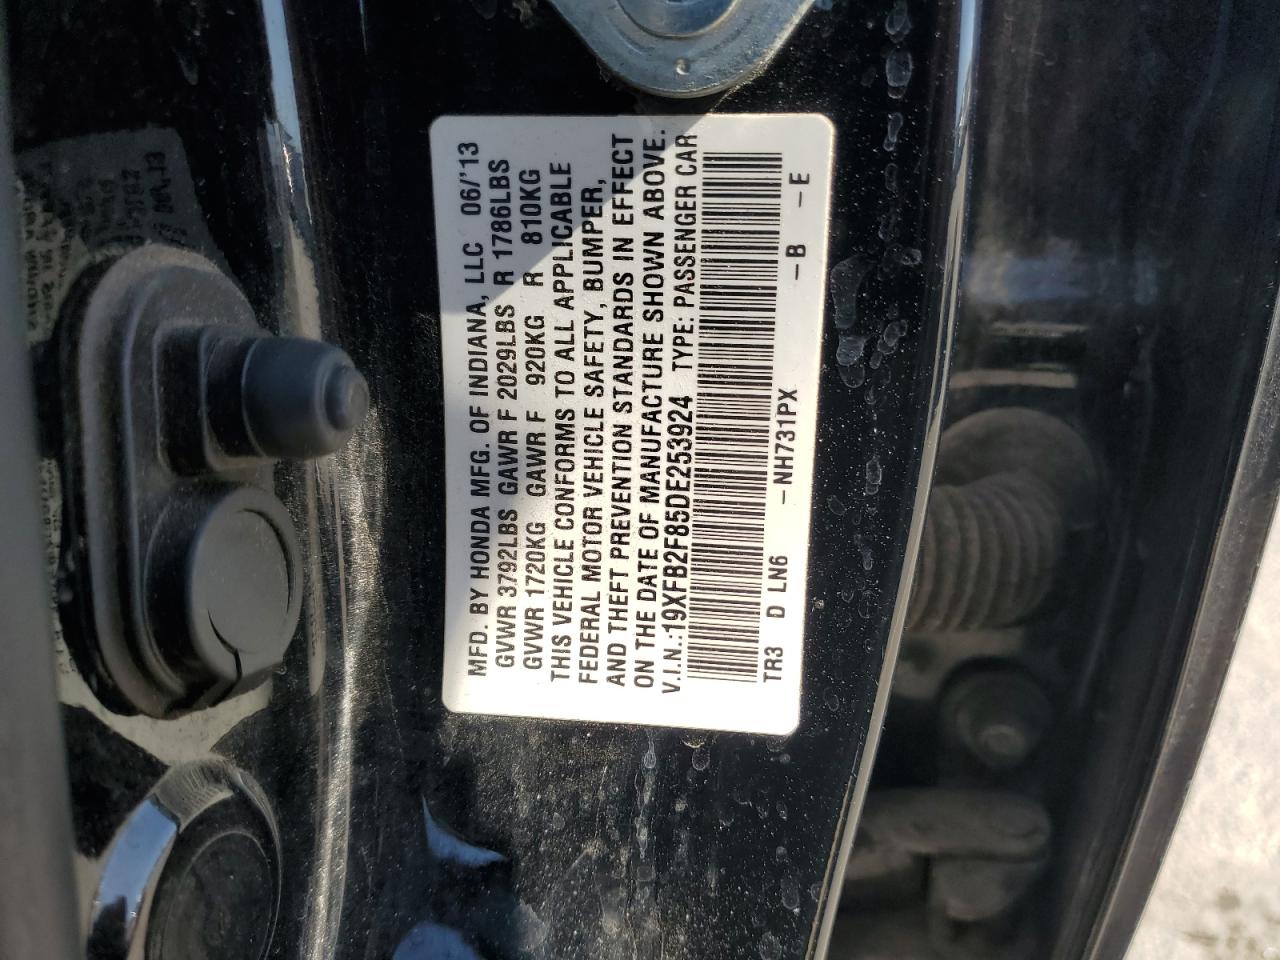 MFD. BY HONDA MFG. OF INDIANA, LLC 06/'13
GVWR 3792LBS GAWR F 2029LBS R 1786LBS
GVWR 1720KG GAWR F 920KG R 810KG
THIS VEHICLE CONFORMS TO ALL APPLICABLE
FEDERAL MOTOR VEHICLE SAFETY, BUMPER,
AND THEFT PREVENTION STANDARDS IN EFFECT
ON THE DATE OF MANUFACTURE SHOWN ABOVE.
V.I.N.:19XFB2F85DE253924 TYPE: PASSENGER CAR
TR3 D LN6 -NH731PX -B -E